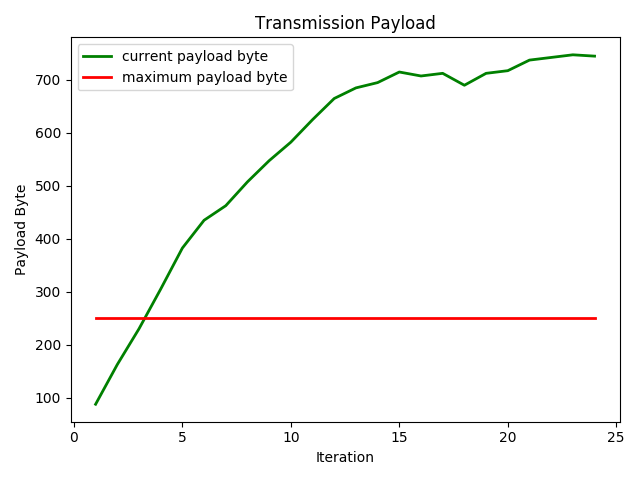 Transmission Payload
current payload byte
maximum payload byte
700
600
500
400
300
200
100
Payload Byte
0 5 10 15 20 25
Iteration